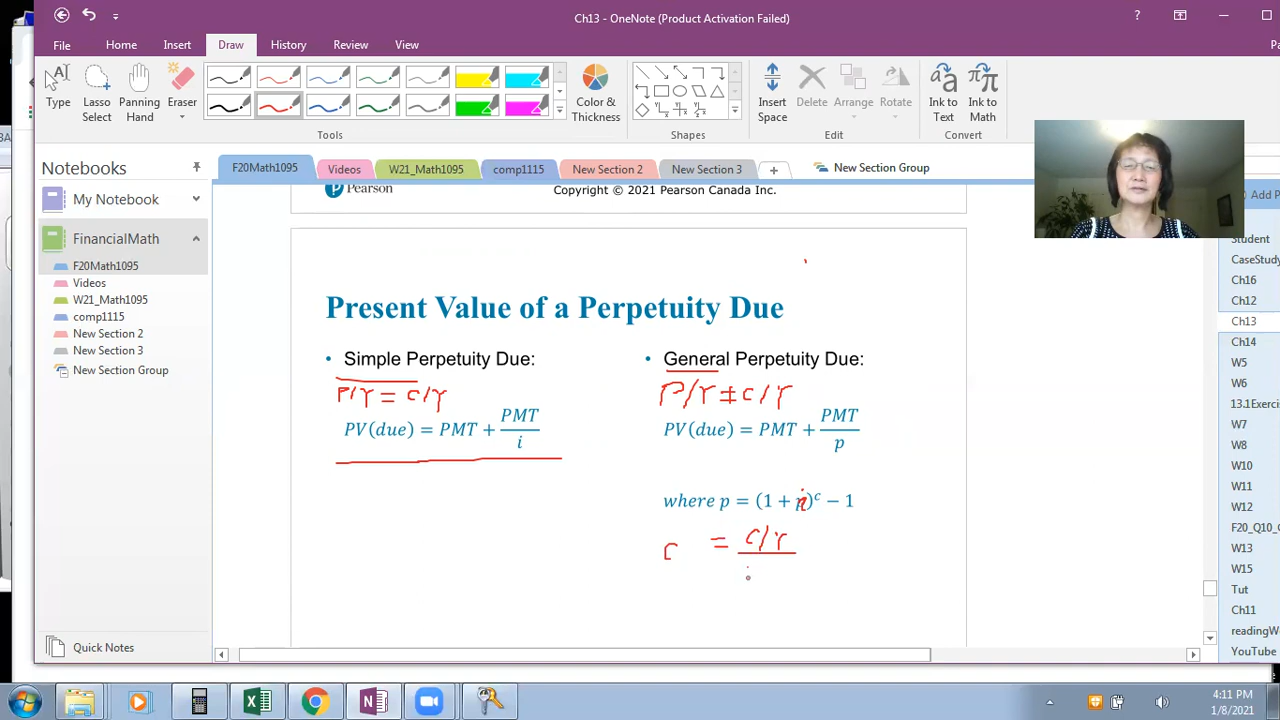 Ch13 - OneNote (Product Activation Failed)
?
File Home Insert Draw History Review View
Type
Lasso Select
Panning Hand
Eraser
Color & Thickness
Insert Space
Delete
Arrange
Rotate
Ink to Text
Ink to Math
Tools
Shapes
Edit
Convert
Notebooks
F20Math1095 Videos W21_Math1095 comp1115 New Section 2 New Section 3 New Section Group
My Notebook
FinancialMath
F20Math1095
Videos
W21_Math1095
comp1115
New Section 2
New Section 3
New Section Group
Quick Notes
Pearson
Copyright © 2021 Pearson Canada Inc.
Present Value of a Perpetuity Due
• Simple Perpetuity Due:
P/Y = C/Y
PV(due) = PMT + PMT/i
• General Perpetuity Due:
P/Y ≠ C/Y
PV(due) = PMT + PMT/p
where p = (1 + i)^c − 1
c = C/Y
Add P
Student
CaseStudy
Ch16
Ch12
Ch13
Ch14
W5
W6
13.1Exercis
W7
W8
W10
W11
W12
F20_Q10_C
W13
W15
Tut
Ch11
readingWe
YouTube
4:11 PM
1/8/2021